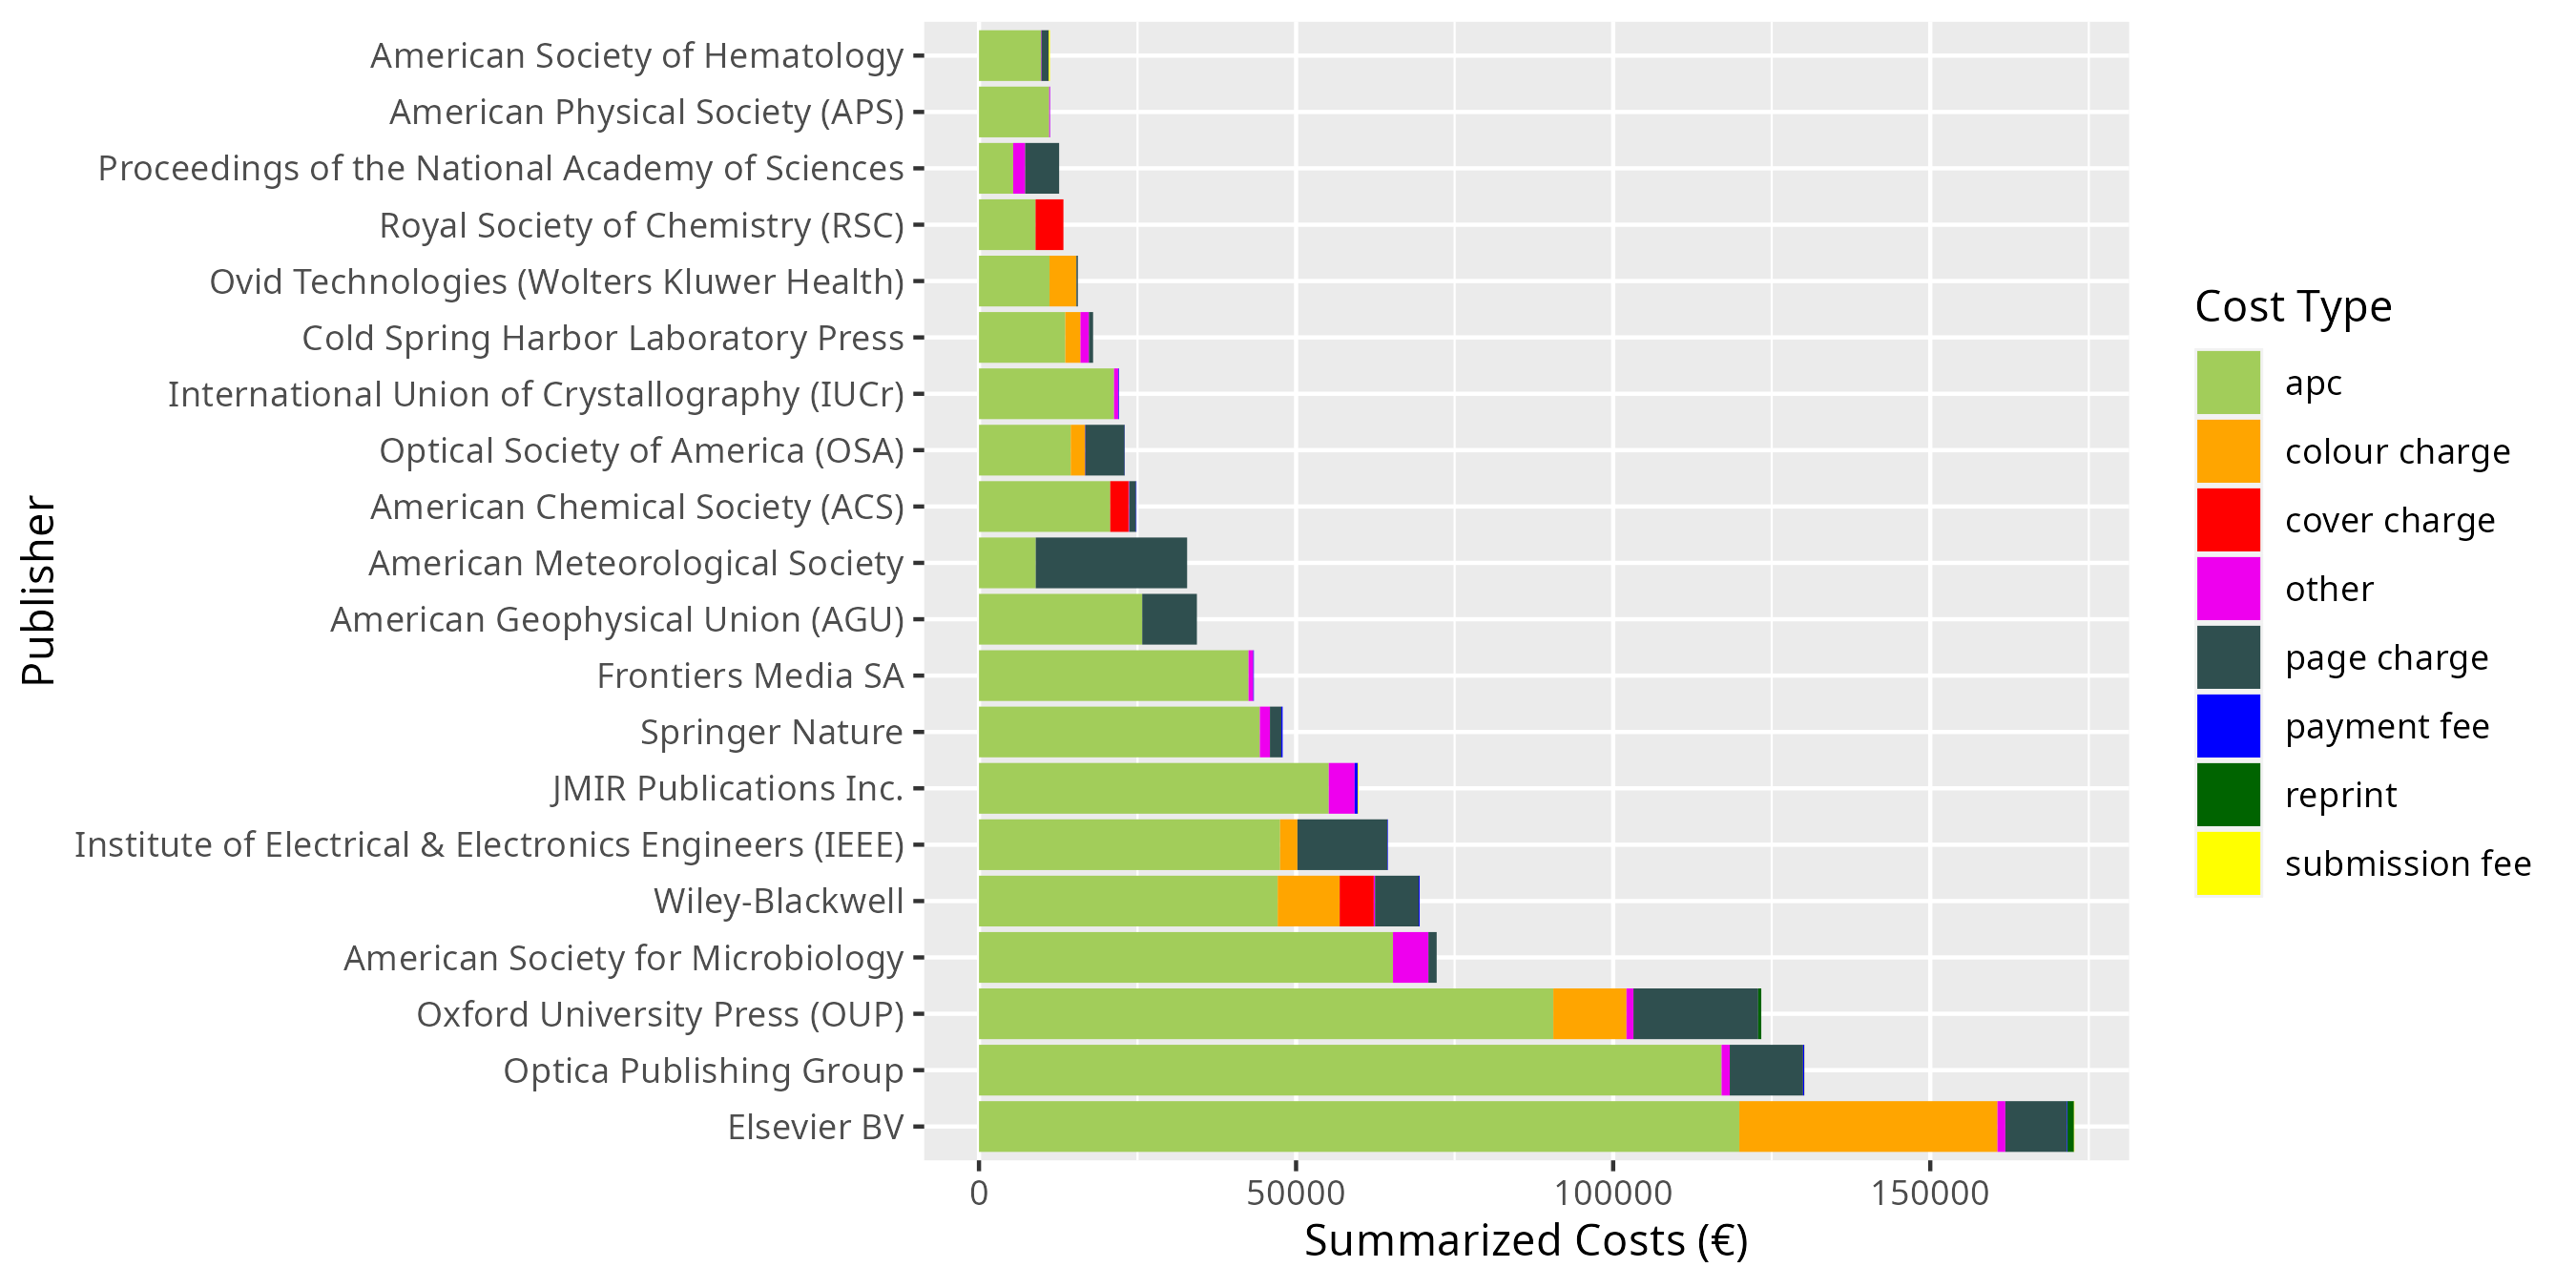 American Society of Hematology
American Physical Society (APS)
Proceedings of the National Academy of Sciences
Royal Society of Chemistry (RSC)
Ovid Technologies (Wolters Kluwer Health)
Cold Spring Harbor Laboratory Press
International Union of Crystallography (IUCr)
Optical Society of America (OSA)
American Chemical Society (ACS)
American Meteorological Society
American Geophysical Union (AGU)
Frontiers Media SA
Springer Nature
JMIR Publications Inc.
Institute of Electrical & Electronics Engineers (IEEE)
Wiley-Blackwell
American Society for Microbiology
Oxford University Press (OUP)
Optica Publishing Group
Elsevier BV
Publisher
0 50000 100000 150000
Summarized Costs (€)
Cost Type
apc
colour charge
cover charge
other
page charge
payment fee
reprint
submission fee